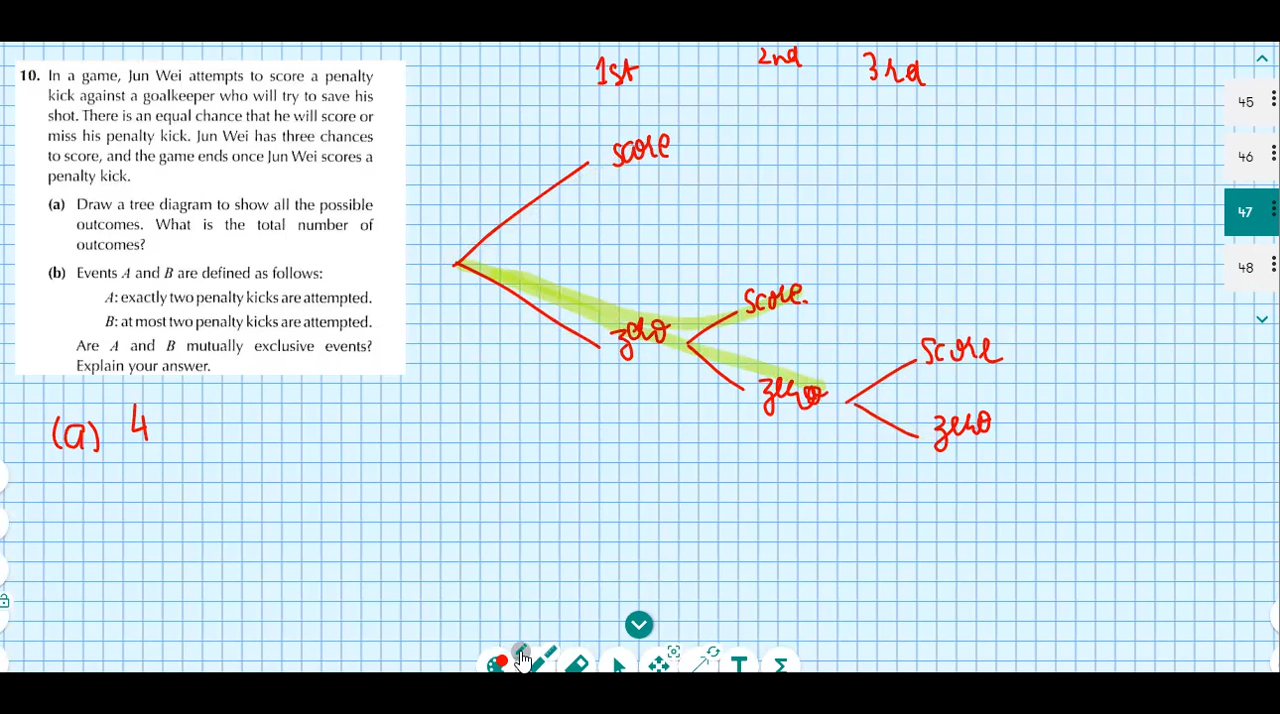 1st 2nd 3rd
10. In a game, Jun Wei attempts to score a penalty
kick against a goalkeeper who will try to save his
shot. There is an equal chance that he will score or
miss his penalty kick. Jun Wei has three chances
to score, and the game ends once Jun Wei scores a
penalty kick.
(a) Draw a tree diagram to show all the possible
outcomes. What is the total number of
outcomes?
(b) Events A and B are defined as follows:
A: exactly two penalty kicks are attempted.
B: at most two penalty kicks are attempted.
Are A and B mutually exclusive events?
Explain your answer.
score
zero
score.
zero
score
zero
(a) 4
45
46
47
48
T
Σ